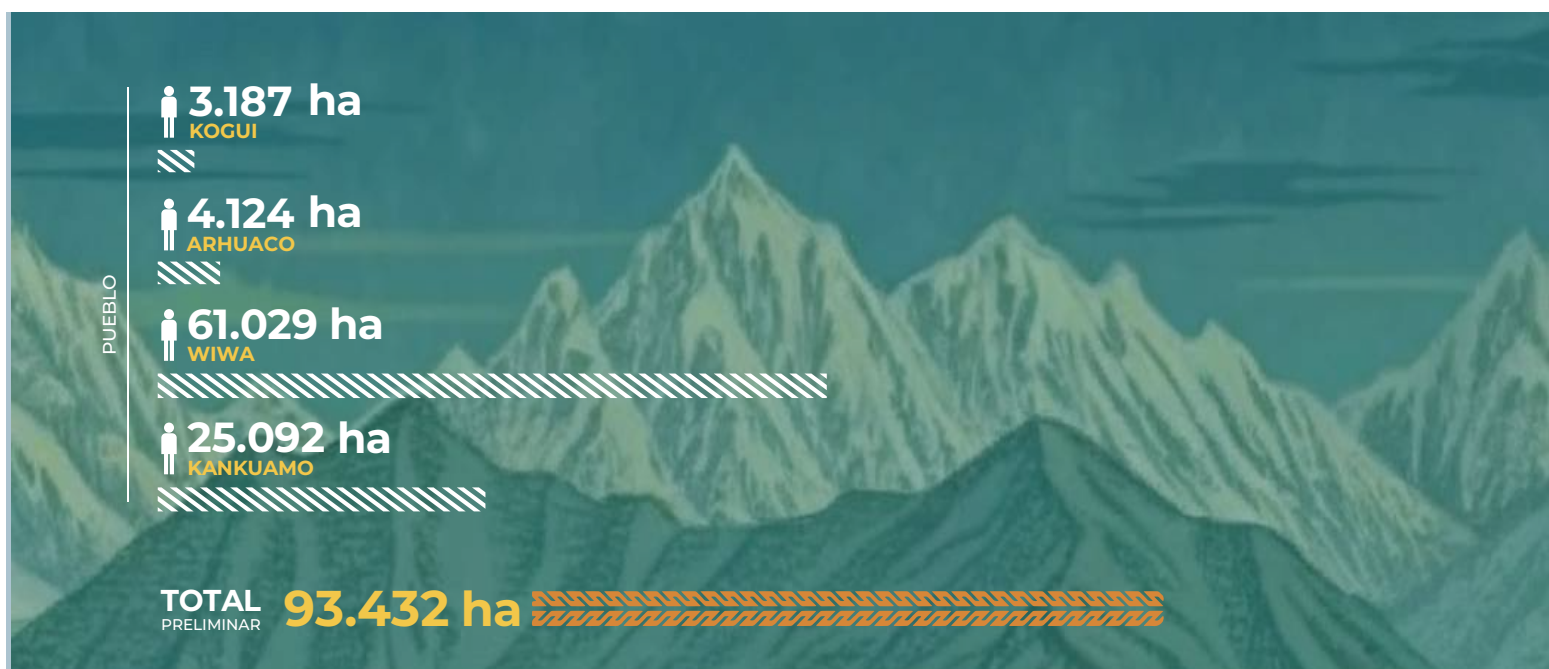 PUEBLO
3.187 ha
KOGUI
4.124 ha
ARHUACO
61.029 ha
WIWA
25.092 ha
KANKUAMO
TOTAL
PRELIMINAR
93.432 ha